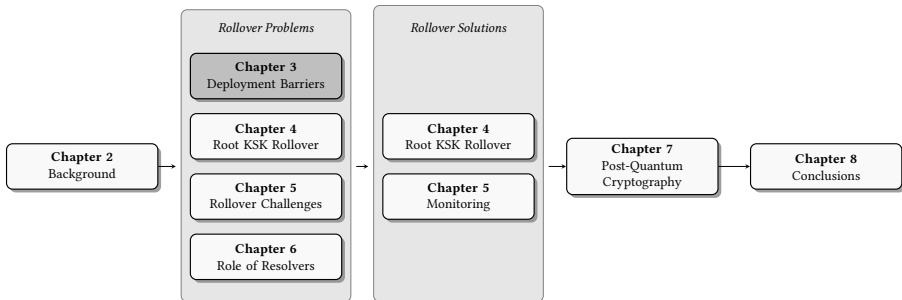 Rollover Problems
Rollover Solutions
Chapter 2
Background
Chapter 3
Deployment Barriers
Chapter 4
Root KSK Rollover
Chapter 5
Rollover Challenges
Chapter 6
Role of Resolvers
Chapter 4
Root KSK Rollover
Chapter 5
Monitoring
Chapter 7
Post-Quantum
Cryptography
Chapter 8
Conclusions